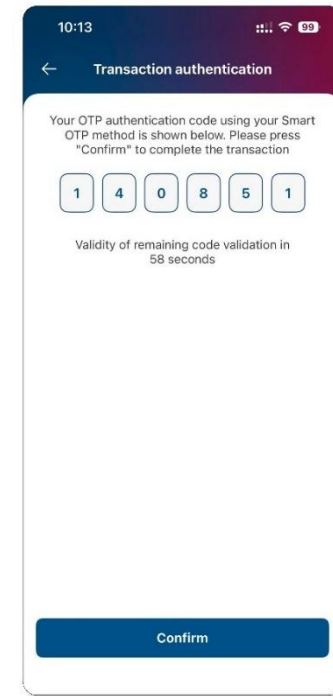 10:13
99
Transaction authentication
Your OTP authentication code using your Smart
OTP method is shown below. Please press
"Confirm" to complete the transaction
1 4 0 8 5 1
Validity of remaining code validation in
58 seconds
Confirm